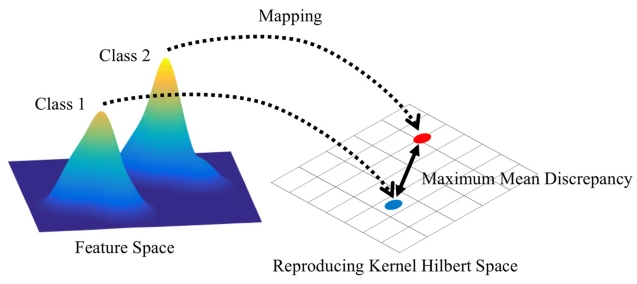 Mapping
Class 2
Class 1
Maximum Mean Discrepancy
Feature Space
Reproducing Kernel Hilbert Space